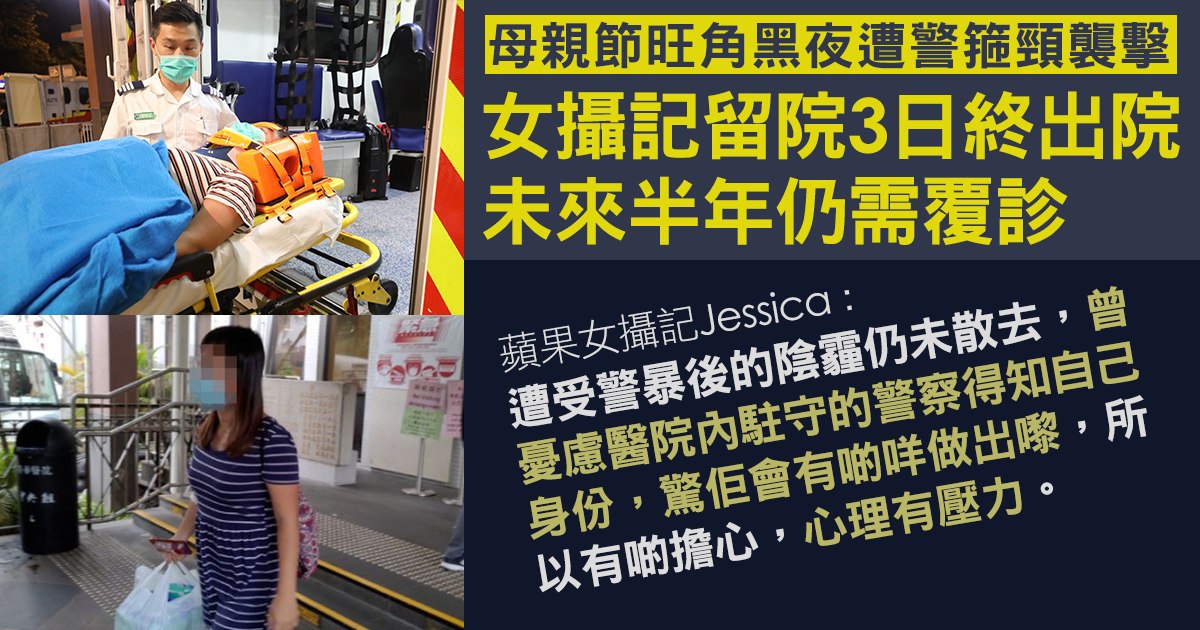 母親節旺角黑夜遭警箍頸襲擊
女攝記留院3日終出院
未來半年仍需覆診
蘋果女攝記Jessica：
遭受警暴後的陰霾仍未散去，曾
憂慮醫院內駐守的警察得知自己
身份，驚佢會有啲咩做出嚟，所
以有啲擔心，心理有壓力。